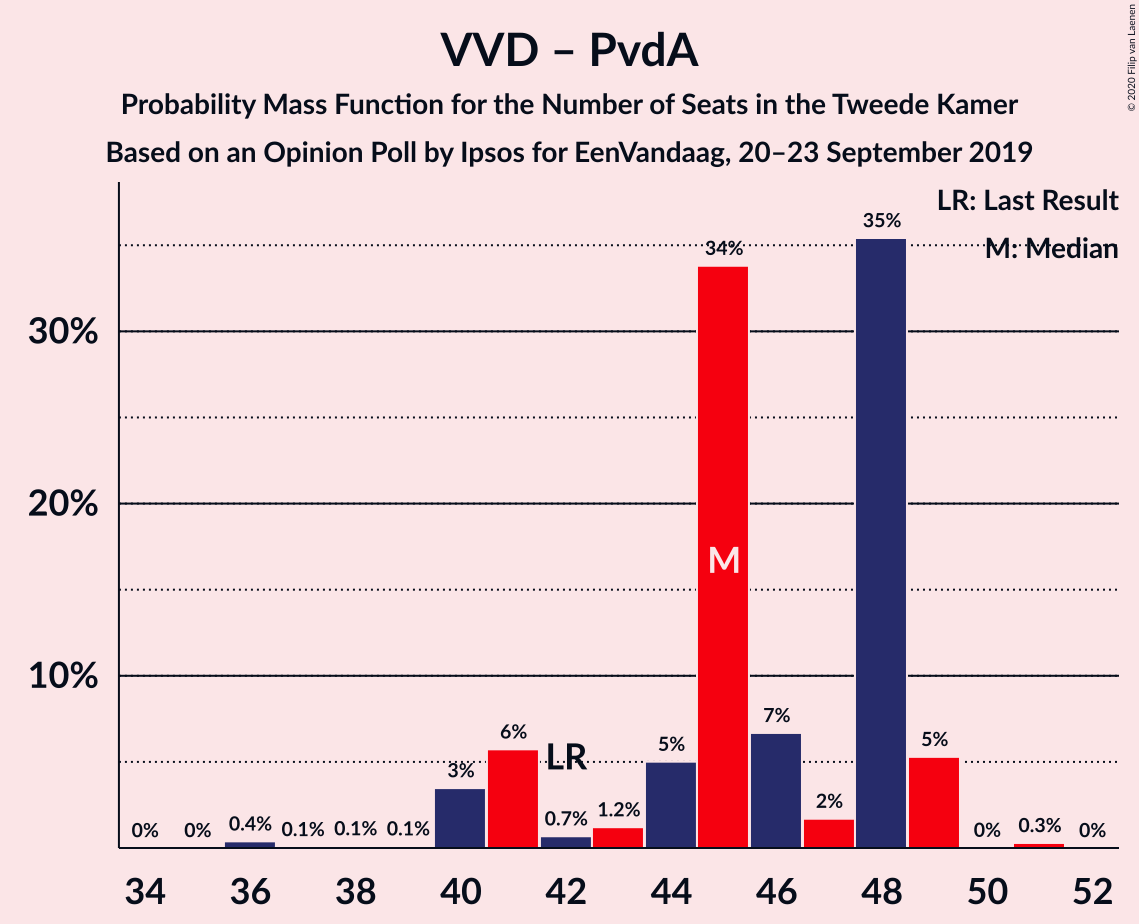 VVD – PvdA
Probability Mass Function for the Number of Seats in the Tweede Kamer
Based on an Opinion Poll by Ipsos for EenVandaag, 20–23 September 2019
© 2020 Filip van Laenen
LR: Last Result
M: Median
30%
20%
10%
0%
0%
0.4%
0.1%
0.1%
0.1%
3%
6%
0.7%
1.2%
5%
34%
7%
2%
35%
5%
0%
0.3%
0%
LR
M
34 36 38 40 42 44 46 48 50 52